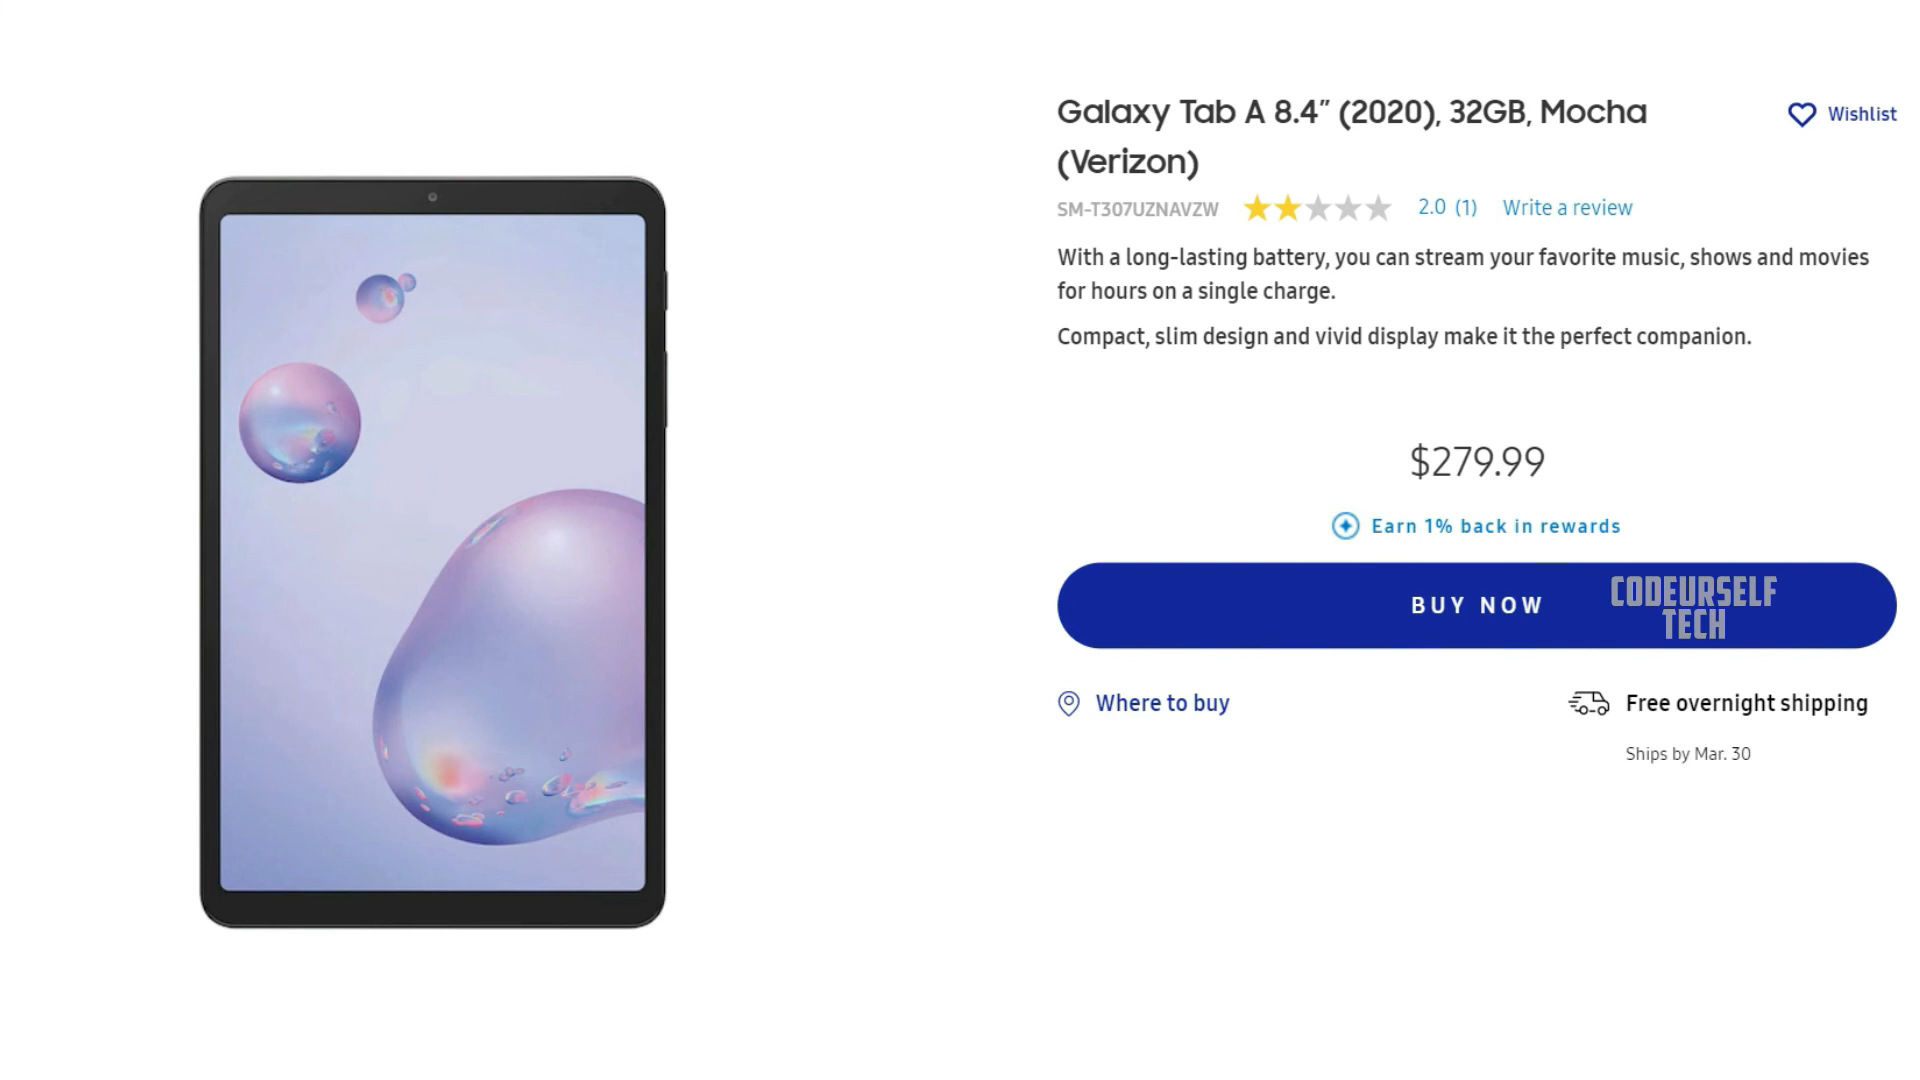 Galaxy Tab A 8.4” (2020), 32GB, Mocha
(Verizon)
Wishlist
SM-T307UZNAVZW 2.0 (1) Write a review
With a long-lasting battery, you can stream your favorite music, shows and movies
for hours on a single charge.
Compact, slim design and vivid display make it the perfect companion.
$279.99
Earn 1% back in rewards
BUY NOW
CODEURSELF
TECH
Where to buy
Free overnight shipping
Ships by Mar. 30